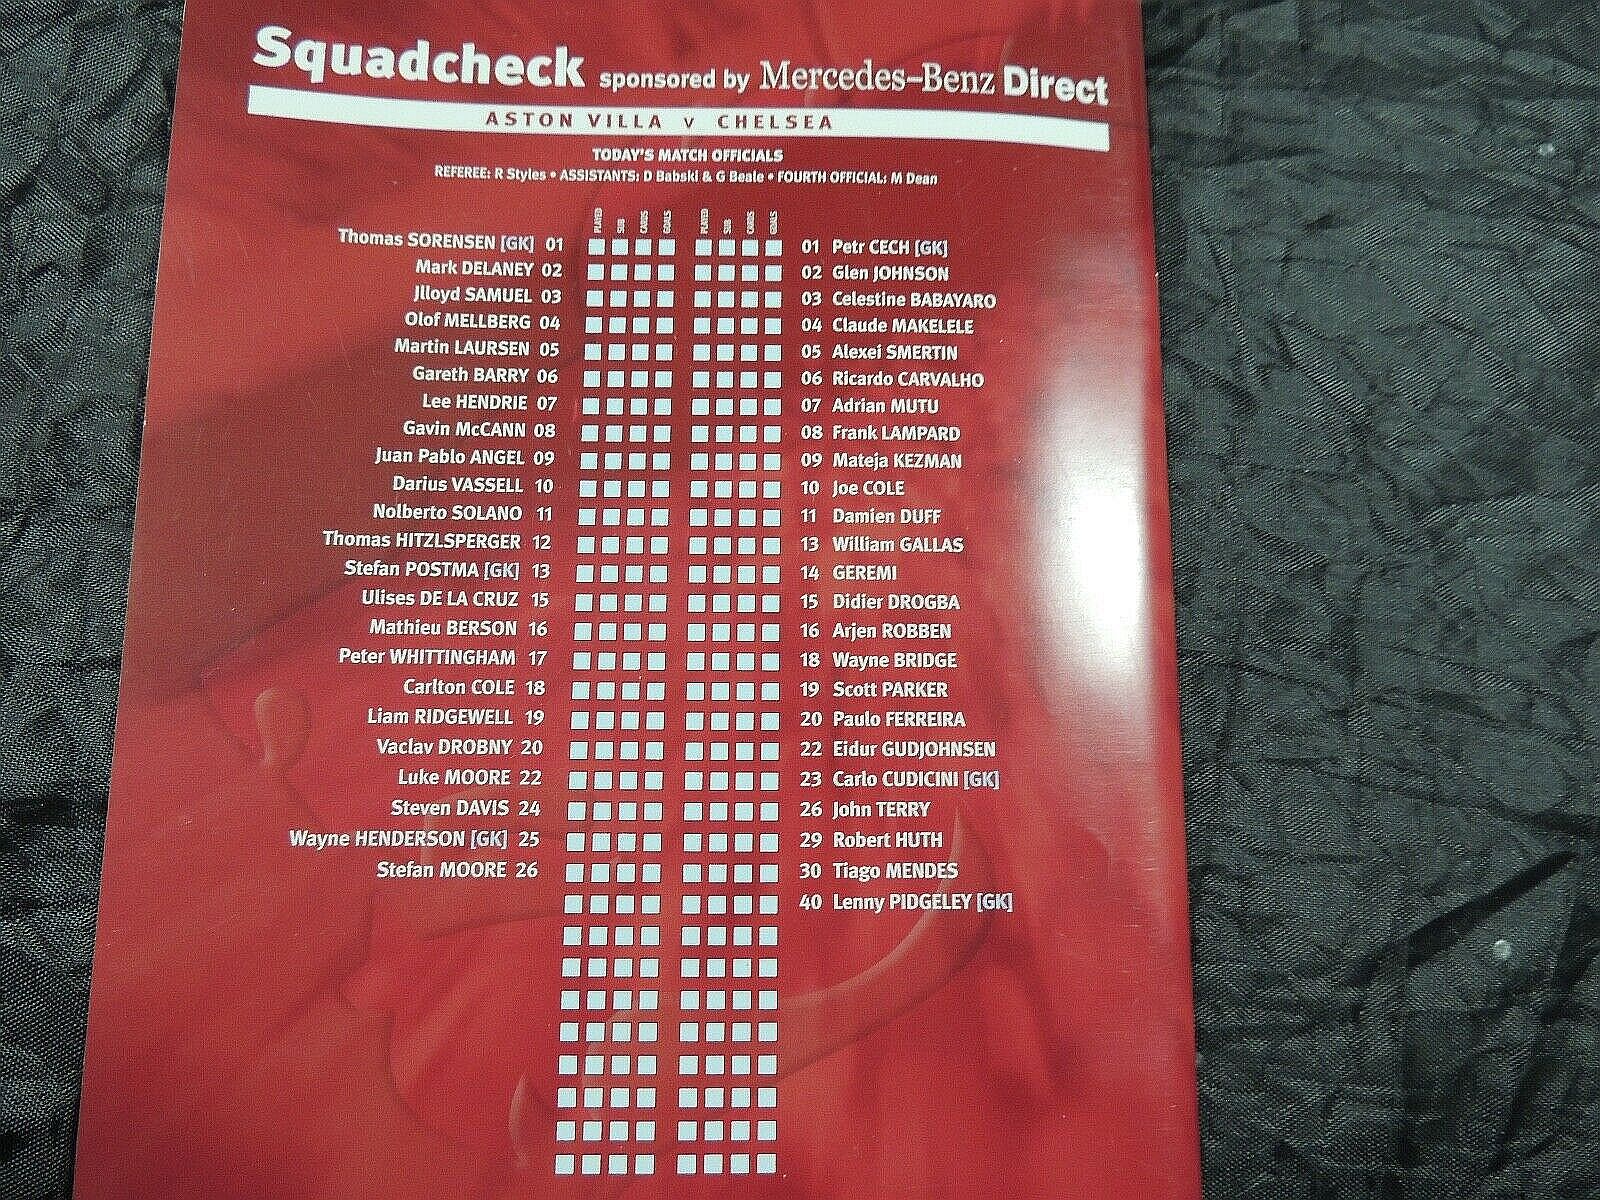 Squadcheck sponsored by Mercedes-Benz Direct
ASTON VILLA v CHELSEA
TODAY'S MATCH OFFICIALS
REFEREE: R Styles • ASSISTANTS: D Babski & G Beale • FOURTH OFFICIAL: M Dean
PLAYED SUB CARDS GOALS PLAYED SUB CARDS GOALS
Thomas SORENSEN [GK] 01 01 Petr CECH [GK]
Mark DELANEY 02 02 Glen JOHNSON
Jlloyd SAMUEL 03 03 Celestine BABAYARO
Olof MELLBERG 04 04 Claude MAKELELE
Martin LAURSEN 05 05 Alexei SMERTIN
Gareth BARRY 06 06 Ricardo CARVALHO
Lee HENDRIE 07 07 Adrian MUTU
Gavin McCANN 08 08 Frank LAMPARD
Juan Pablo ANGEL 09 09 Mateja KEZMAN
Darius VASSELL 10 10 Joe COLE
Nolberto SOLANO 11 11 Damien DUFF
Thomas HITZLSPERGER 12 13 William GALLAS
Stefan POSTMA [GK] 13 14 GEREMI
Ulises DE LA CRUZ 15 15 Didier DROGBA
Mathieu BERSON 16 16 Arjen ROBBEN
Peter WHITTINGHAM 17 18 Wayne BRIDGE
Carlton COLE 18 19 Scott PARKER
Liam RIDGEWELL 19 20 Paulo FERREIRA
Vaclav DROBNY 20 22 Eidur GUDJOHNSEN
Luke MOORE 22 23 Carlo CUDICINI [GK]
Steven DAVIS 24 26 John TERRY
Wayne HENDERSON [GK] 25 29 Robert HUTH
Stefan MOORE 26 30 Tiago MENDES
40 Lenny PIDGELEY [GK]